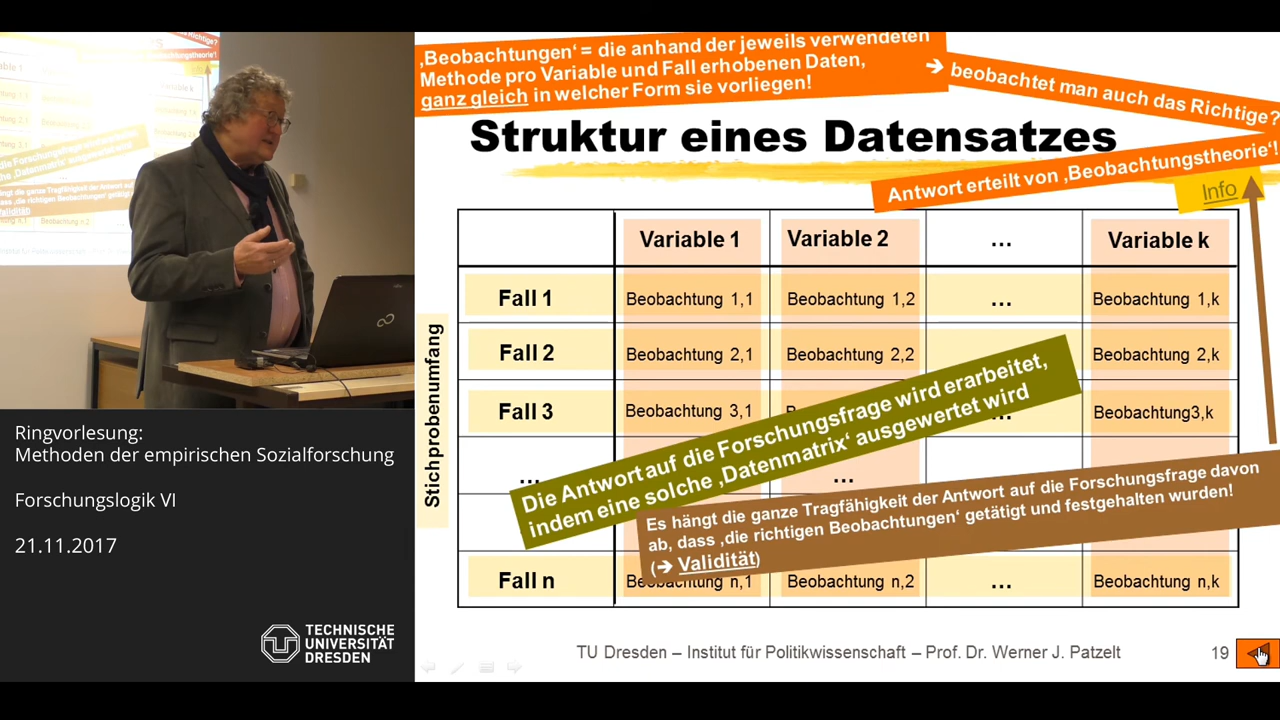 ‚Beobachtungen‘ = die anhand der jeweils verwendeten
Methode pro Variable und Fall erhobenen Daten,
ganz gleich in welcher Form sie vorliegen!
➔ beobachtet man auch das Richtige?
Struktur eines Datensatzes
Antwort erteilt von ‚Beobachtungstheorie‘!
Info
Variable 1 Variable 2 ... Variable k
Fall 1 Beobachtung 1,1 Beobachtung 1,2 ... Beobachtung 1,k
Fall 2 Beobachtung 2,1 Beobachtung 2,2 Beobachtung 2,k
Fall 3 Beobachtung 3,1 Beobachtung3,k
... ...
Fall n Beobachtung n,1 Beobachtung n,2 ... Beobachtung n,k
Stichprobenumfang
Die Antwort auf die Forschungsfrage wird erarbeitet,
indem eine solche ‚Datenmatrix‘ ausgewertet wird
Es hängt die ganze Tragfähigkeit der Antwort auf die Forschungsfrage davon
ab, dass ‚die richtigen Beobachtungen‘ getätigt und festgehalten wurden!
(➔ Validität)
TU Dresden – Institut für Politikwissenschaft – Prof. Dr. Werner J. Patzelt 19
Ringvorlesung:
Methoden der empirischen Sozialforschung
Forschungslogik VI
21.11.2017
TECHNISCHE
UNIVERSITÄT
DRESDEN